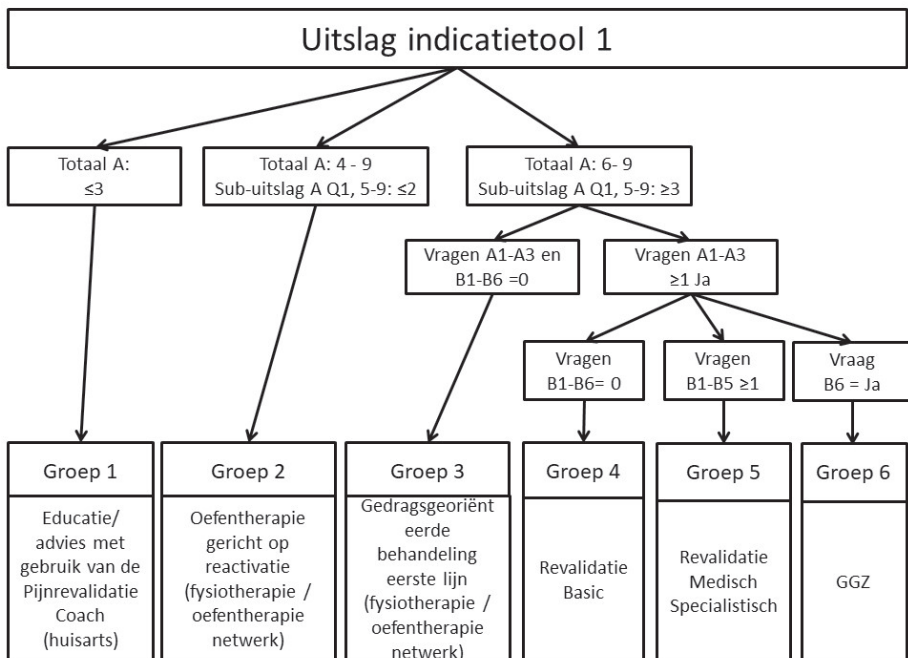 Uitslag indicatietool 1
Totaal A:
≤3
Totaal A: 4 - 9
Sub-uitslag A Q1, 5-9: ≤2
Totaal A: 6- 9
Sub-uitslag A Q1, 5-9: ≥3
Vragen A1-A3 en
B1-B6 =0
Vragen A1-A3
≥1 Ja
Vragen
B1-B6= 0
Vragen
B1-B5 ≥1
Vraag
B6 = Ja
Groep 1
Educatie/
advies met
gebruik van de
Pijnrevalidatie
Coach
(huisarts)
Groep 2
Oefentherapie
gericht op
reactivatie
(fysiotherapie /
oefentherapie
netwerk)
Groep 3
Gedragsgeoriënt
eerde
behandeling
eerste lijn
(fysiotherapie /
oefentherapie
netwerk)
Groep 4
Revalidatie
Basic
Groep 5
Revalidatie
Medisch
Specialistisch
Groep 6
GGZ